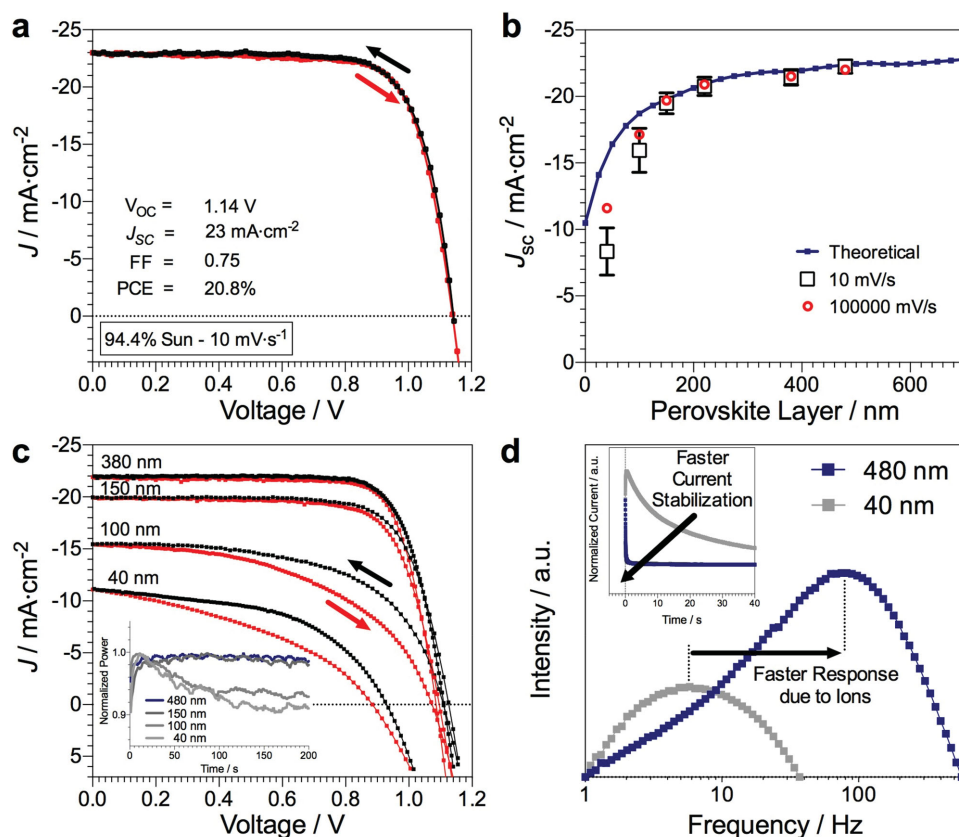 a
-25
-20
-15
-10
-5
0
J / mA·cm-2
VOC = 1.14 V
JSC = 23 mA·cm-2
FF = 0.75
PCE = 20.8%
94.4% Sun - 10 mV·s-1
0.0 0.2 0.4 0.6 0.8 1.0 1.2
Voltage / V
b
-25
-20
-15
-10
-5
0
Jsc / mA·cm-2
Theoretical
10 mV/s
100000 mV/s
0 200 400 600
Perovskite Layer / nm
c
-25
-20
-15
-10
-5
0
5
J / mA·cm-2
380 nm
150 nm
100 nm
40 nm
Normalized Power
1.0
0.9
480 nm
150 nm
100 nm
40 nm
0 50 100 150 200
Time / s
0.0 0.2 0.4 0.6 0.8 1.0 1.2
Voltage / V
d
480 nm
40 nm
Normalized Current (a.u.)
Faster
Current
Stabilization
0 10 20 30 40
Time / s
Intensity / a.u.
Faster Response
due to Ions
1 10 100
Frequency / Hz